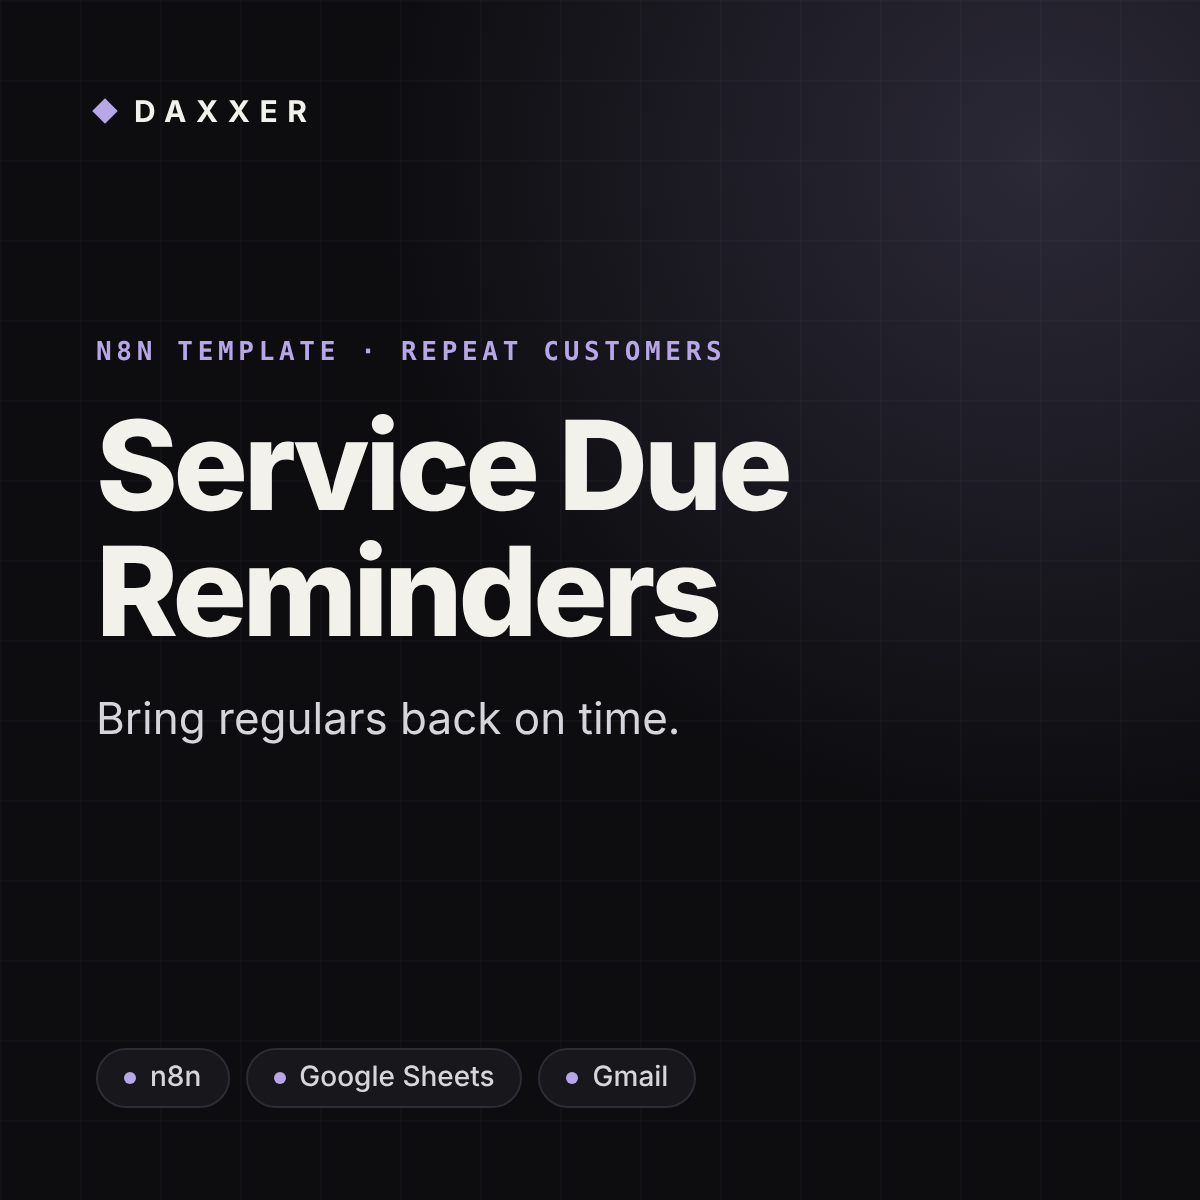 DAXXER
N8N TEMPLATE · REPEAT CUSTOMERS
Service Due
Reminders
Bring regulars back on time.
n8n
Google Sheets
Gmail